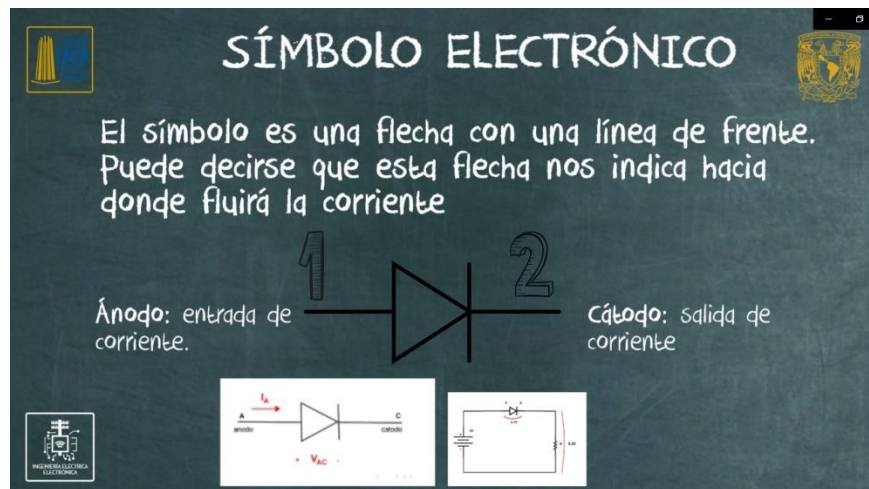 SÍMBOLO ELECTRÓNICO
El símbolo es una flecha con una línea de frente.
Puede decirse que esta flecha nos indica hacia
donde fluirá la corriente
1
2
Ánodo: entrada de
corriente.
Cátodo: salida de
corriente
I_A
A
anodo
C
catodo
+ V_AC -
INGENIERÍA ELÉCTRICA
ELECTRÓNICA